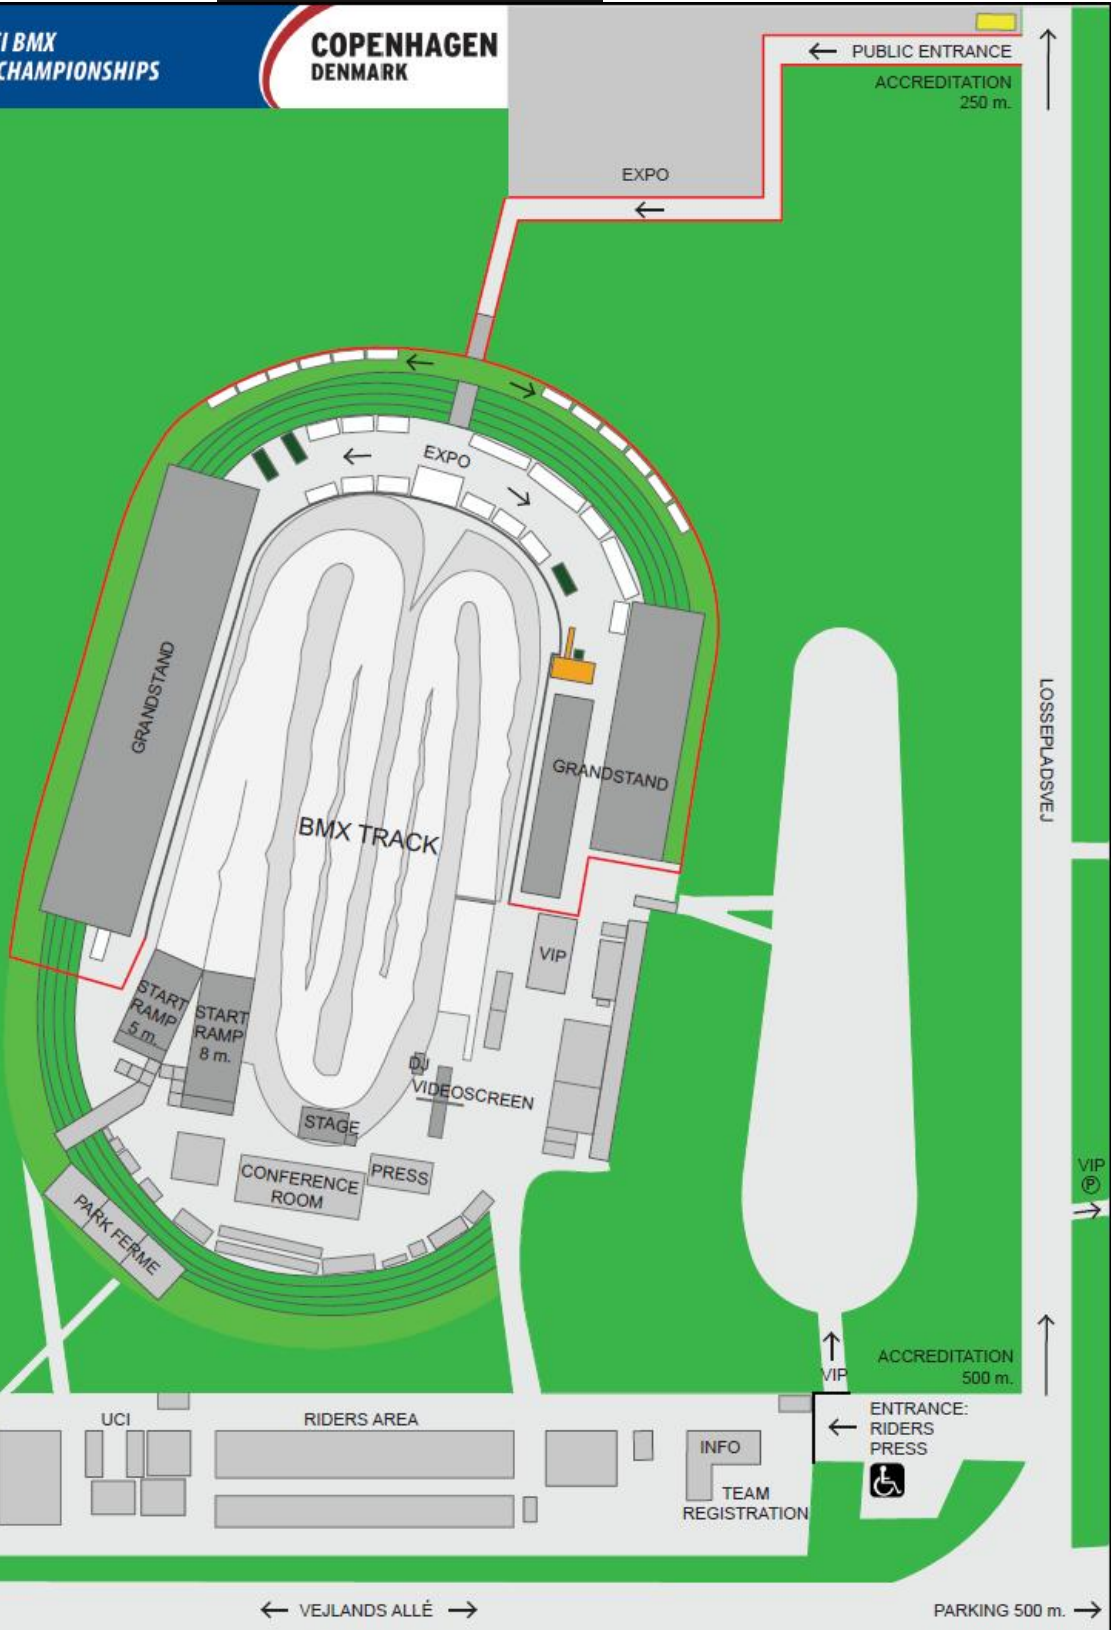 CI BMX
CHAMPIONSHIPS
COPENHAGEN
DENMARK
← PUBLIC ENTRANCE
ACCREDITATION
250 m.
EXPO
EXPO
GRANDSTAND
GRANDSTAND
BMX TRACK
LOSSEPLADSVEJ
VIP
START
RAMP
5 m.
START
RAMP
8 m.
DJ
VIDEOSCREEN
STAGE
CONFERENCE
ROOM
PRESS
PARK FERME
VIP
P
VIP
ACCREDITATION
500 m.
UCI
RIDERS AREA
INFO
TEAM
REGISTRATION
ENTRANCE:
RIDERS
PRESS
← VEJLANDS ALLÉ →
PARKING 500 m. →